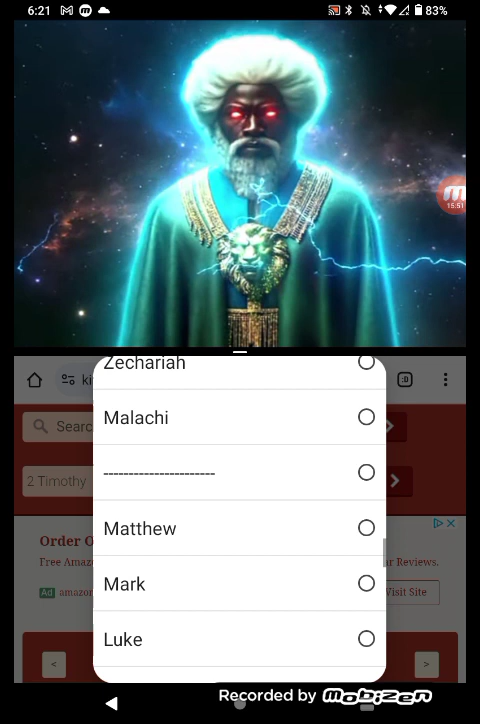 6:21
83%
15:51
Zechariah
Malachi
----------------------
Matthew
Mark
Luke
Searc
2 Timothy
Order O
Free Amaz
ur Reviews.
Ad amazon
Visit Site
<
>
Recorded by Mobizen